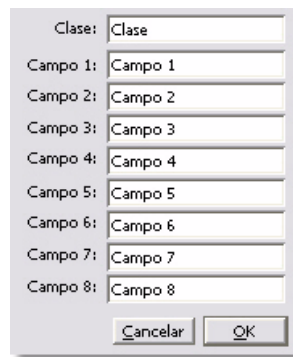 Clase: Clase
Campo 1: Campo 1
Campo 2: Campo 2
Campo 3: Campo 3
Campo 4: Campo 4
Campo 5: Campo 5
Campo 6: Campo 6
Campo 7: Campo 7
Campo 8: Campo 8
Cancelar OK